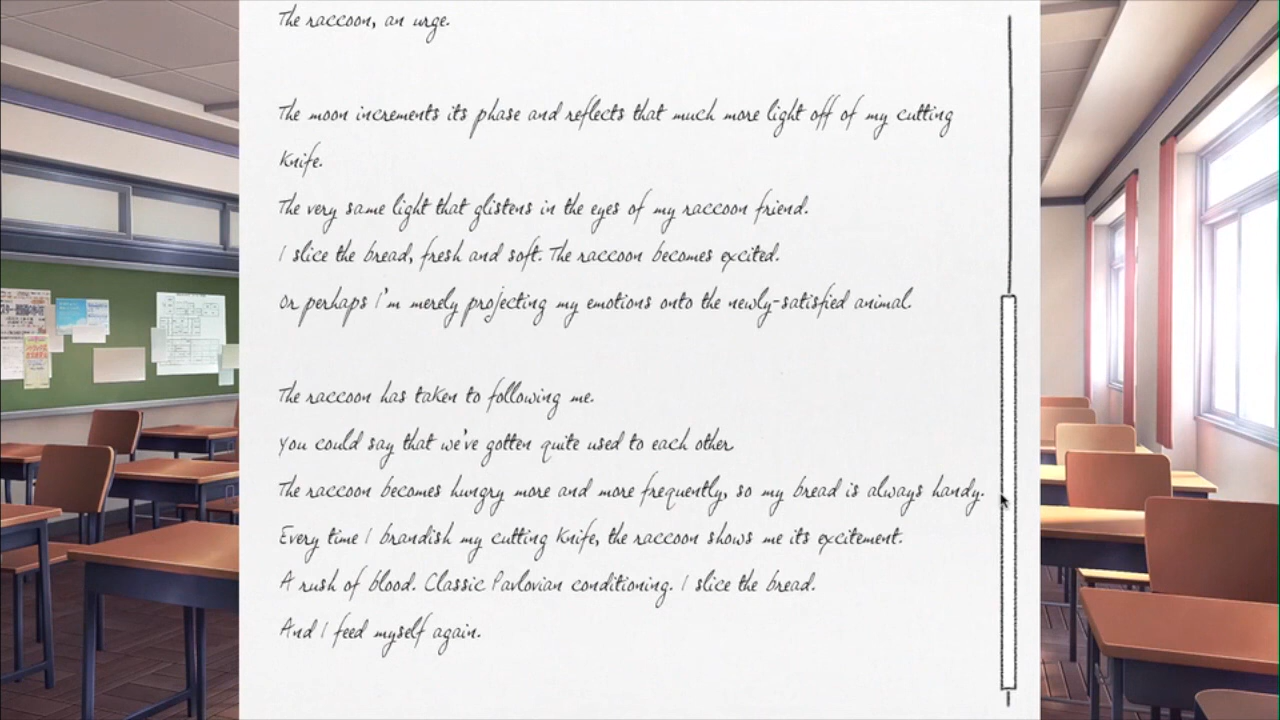 The raccoon, an urge.
The moon increments its phase and reflects that much more light off of my cutting
knife.
The very same light that glistens in the eyes of my raccoon friend.
I slice the bread, fresh and soft. The raccoon becomes excited.
Or perhaps I'm merely projecting my emotions onto the newly-satisfied animal.
The raccoon has taken to following me.
You could say that we've gotten quite used to each other
The raccoon becomes hungry more and more frequently, so my bread is always handy.
Every time I brandish my cutting knife, the raccoon shows me its excitement.
A rush of blood. Classic Pavlovian conditioning. I slice the bread.
And I feed myself again.